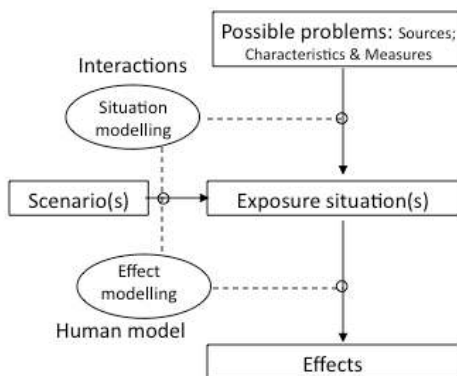 Possible problems: Sources;
Characteristics & Measures
Interactions
Situation
modelling
Scenario(s)
Exposure situation(s)
Effect
modelling
Human model
Effects